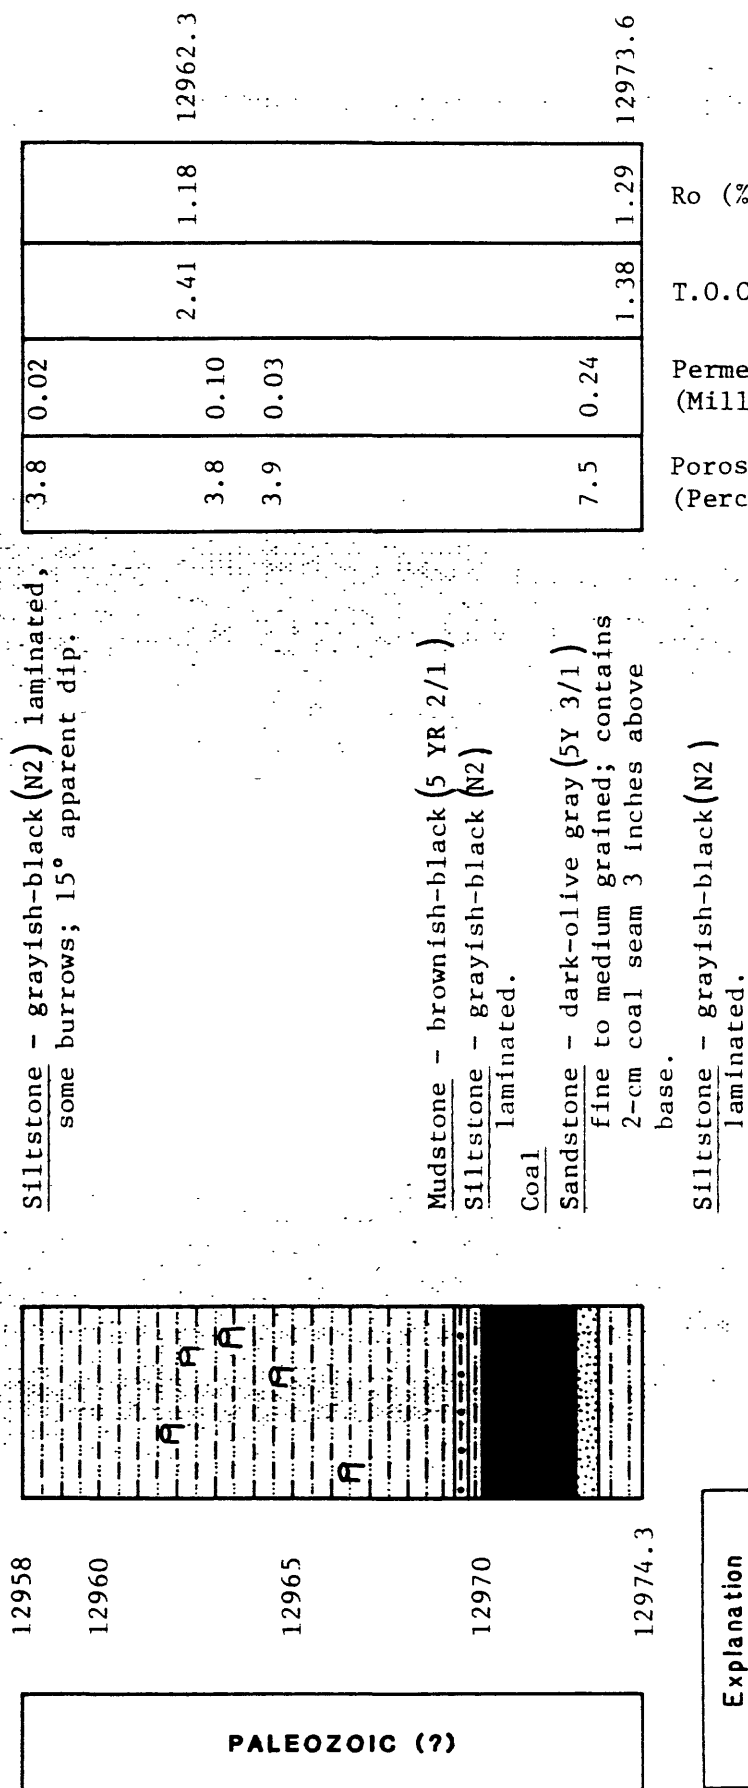 PALEOZOIC (?)
12958
12960
12965
12970
12974.3
Siltstone - grayish-black (N2) laminated,
some burrows; 15° apparent dip.
Mudstone - brownish-black (5 YR 2/1)
Siltstone - grayish-black (N2)
laminated.
Coal
Sandstone - dark-olive gray (5Y 3/1)
fine to medium grained; contains
2-cm coal seam 3 inches above
base.
Siltstone - grayish-black (N2)
laminated.
3.8 0.02
2.41 1.18 12962.3
3.8 0.10
3.9 0.03
7.5 0.24
1.38 1.29 12973.6
Poros
(Perc
Perme
(Mill
T.O.C
Ro (%
Explanation